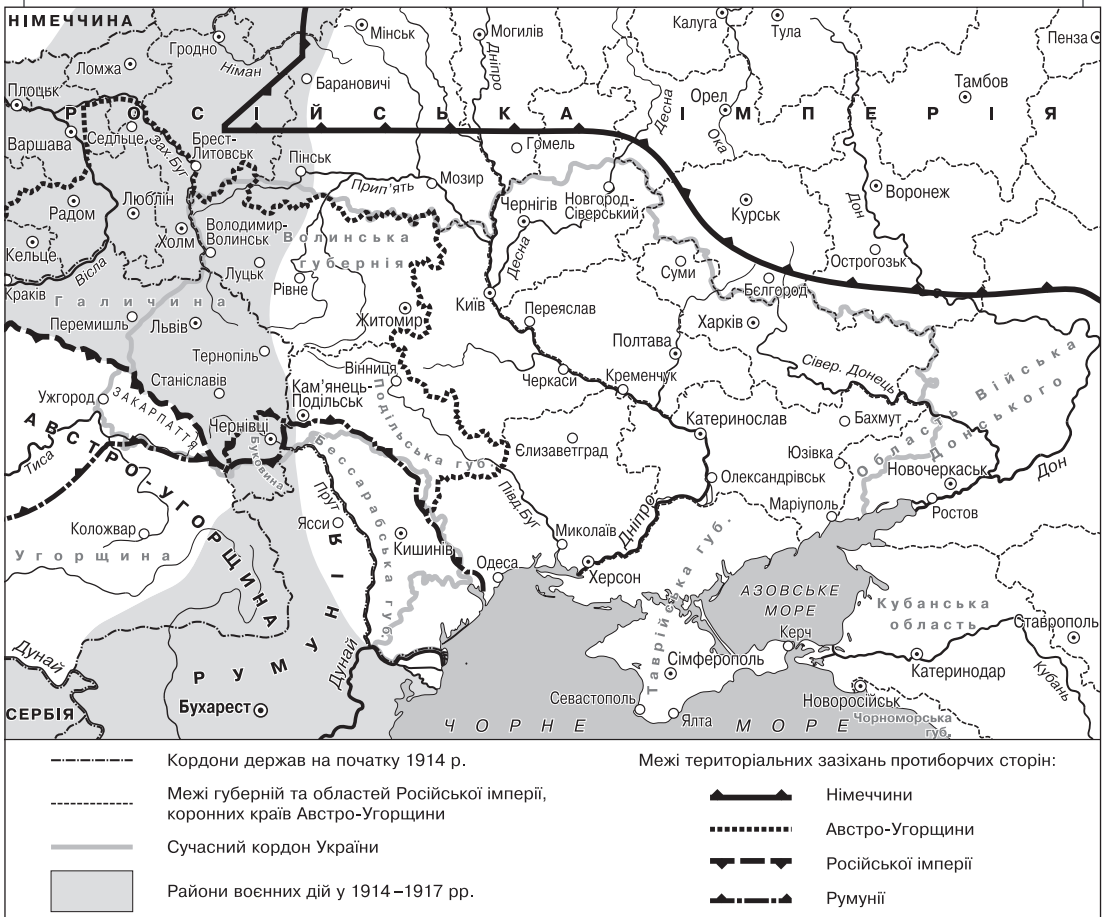 НІМЕЧЧИНА
Гродно
Німан
Ломжа
Мінськ
Могилів
Дніпро
Калуга
Тула
Пенза
Плоцьк
Барановичі
Десна
Орел
Ока
Тамбов
РОСІЙСЬКА ІМПЕРІЯ
Варшава
Седльце
Зах. Буг
Брест-
Литовськ
Пінськ
Прип'ять
Мозир
Гомель
Чернігів
Новгород-
Сіверський
Курськ
Воронеж
Дон
Радом
Люблін
Холм
Володимир-
Волинськ
Волинська
губернія
Десна
Кельце
Вісла
Луцьк
Рівне
Суми
Бєлгород
Острогозьк
Краків
Галичина
Перемишль
Львів
Житомир
Київ
Переяслав
Харків
Тернопіль
Полтава
Сівер. Донець
Станіславів
Вінниця
Черкаси
Кременчук
Ужгород
ЗАКАРПАТТЯ
Кам'янець-
Подільськ
Подільська губ.
Катеринослав
Бахмут
Область Війська
Донського
АВСТРО-УГОРЩИНА
Чернівці
Буковина
Бессарабська губ.
Єлизаветград
Юзівка
Новочеркаськ
Тиса
Прут
Півд. Буг
Олександрівськ
Дон
Коложвар
Ясси
Маріуполь
Ростов
Угорщина
Кишинів
Миколаїв
Дніпро
Одеса
Херсон
Таврійська губ.
АЗОВСЬКЕ
МОРЕ
Кубанська
область
Ставрополь
РУМУНІЯ
Керч
Дунай
Дунай
Сімферополь
Катеринодар
Кубань
СЕРБІЯ
Бухарест
Севастополь
Ялта
Новоросійськ
ЧОРНЕ МОРЕ
Чорноморська
губ.
Кордони держав на початку 1914 р.
Межі губерній та областей Російської імперії,
коронних країв Австро-Угорщини
Сучасний кордон України
Райони воєнних дій у 1914–1917 рр.
Межі територіальних зазіхань протиборчих сторін:
Німеччини
Австро-Угорщини
Російської імперії
Румунії